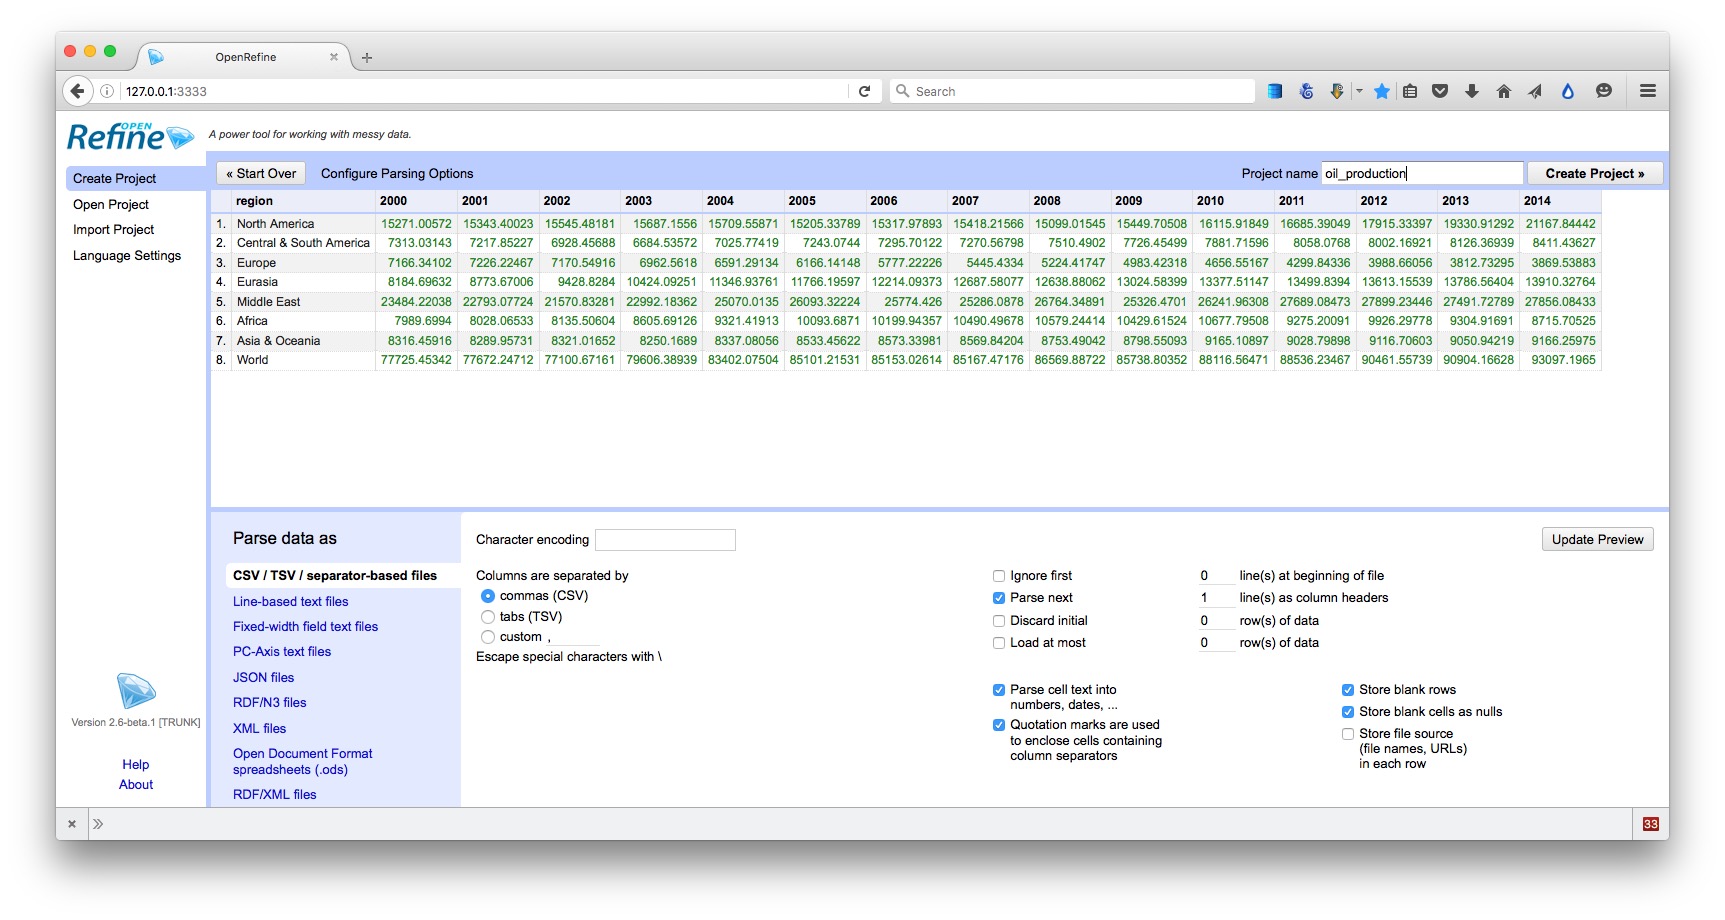 OpenRefine
127.0.0.1:3333
Search
OPEN
Refine
A power tool for working with messy data.
Create Project
Open Project
Import Project
Language Settings
« Start Over Configure Parsing Options Project name oil_production Create Project »
region 2000 2001 2002 2003 2004 2005 2006 2007 2008 2009 2010 2011 2012 2013 2014
1. North America 15271.00572 15343.40023 15545.48181 15687.1556 15709.55871 15205.33789 15317.97893 15418.21566 15099.01545 15449.70508 16115.91849 16685.39049 17915.33397 19330.91292 21167.84442
2. Central & South America 7313.03143 7217.85227 6928.45688 6684.53572 7025.77419 7243.0744 7295.70122 7270.56798 7510.4902 7726.45499 7881.71596 8058.0768 8002.16921 8126.36939 8411.43627
3. Europe 7166.34102 7226.22467 7170.54916 6962.5618 6591.29134 6166.14148 5777.22226 5445.4334 5224.41747 4983.42318 4656.55167 4299.84336 3988.66056 3812.73295 3869.53883
4. Eurasia 8184.69632 8773.67006 9428.8284 10424.09251 11346.93761 11766.19597 12214.09373 12687.58077 12638.88062 13024.58399 13377.51147 13499.8394 13613.15539 13786.56404 13910.32764
5. Middle East 23484.22038 22793.07724 21570.83281 22992.18362 25070.0135 26093.32224 25774.426 25286.0878 26764.34891 25326.4701 26241.96308 27689.08473 27899.23446 27491.72789 27856.08433
6. Africa 7989.6994 8028.06533 8135.50604 8605.69126 9321.41913 10093.6871 10199.94357 10490.49678 10579.24414 10429.61524 10677.79508 9275.20091 9926.29778 9304.91691 8715.70525
7. Asia & Oceania 8316.45916 8289.95731 8321.01652 8250.1689 8337.08056 8533.45622 8573.33981 8569.84204 8753.49042 8798.55093 9165.10897 9028.79898 9116.70603 9050.94219 9166.25975
8. World 77725.45342 77672.24712 77100.67161 79606.38939 83402.07504 85101.21531 85153.02614 85167.47176 86569.88722 85738.80352 88116.56471 88536.23467 90461.55739 90904.16628 93097.1965
Parse data as
CSV / TSV / separator-based files
Line-based text files
Fixed-width field text files
PC-Axis text files
JSON files
RDF/N3 files
XML files
Open Document Format
spreadsheets (.ods)
RDF/XML files
Character encoding
Update Preview
Columns are separated by
commas (CSV)
tabs (TSV)
custom ,
Escape special characters with \
Ignore first 0 line(s) at beginning of file
Parse next 1 line(s) as column headers
Discard initial 0 row(s) of data
Load at most 0 row(s) of data
Parse cell text into
numbers, dates, ...
Quotation marks are used
to enclose cells containing
column separators
Store blank rows
Store blank cells as nulls
Store file source
(file names, URLs)
in each row
Version 2.6-beta.1 [TRUNK]
Help
About
33